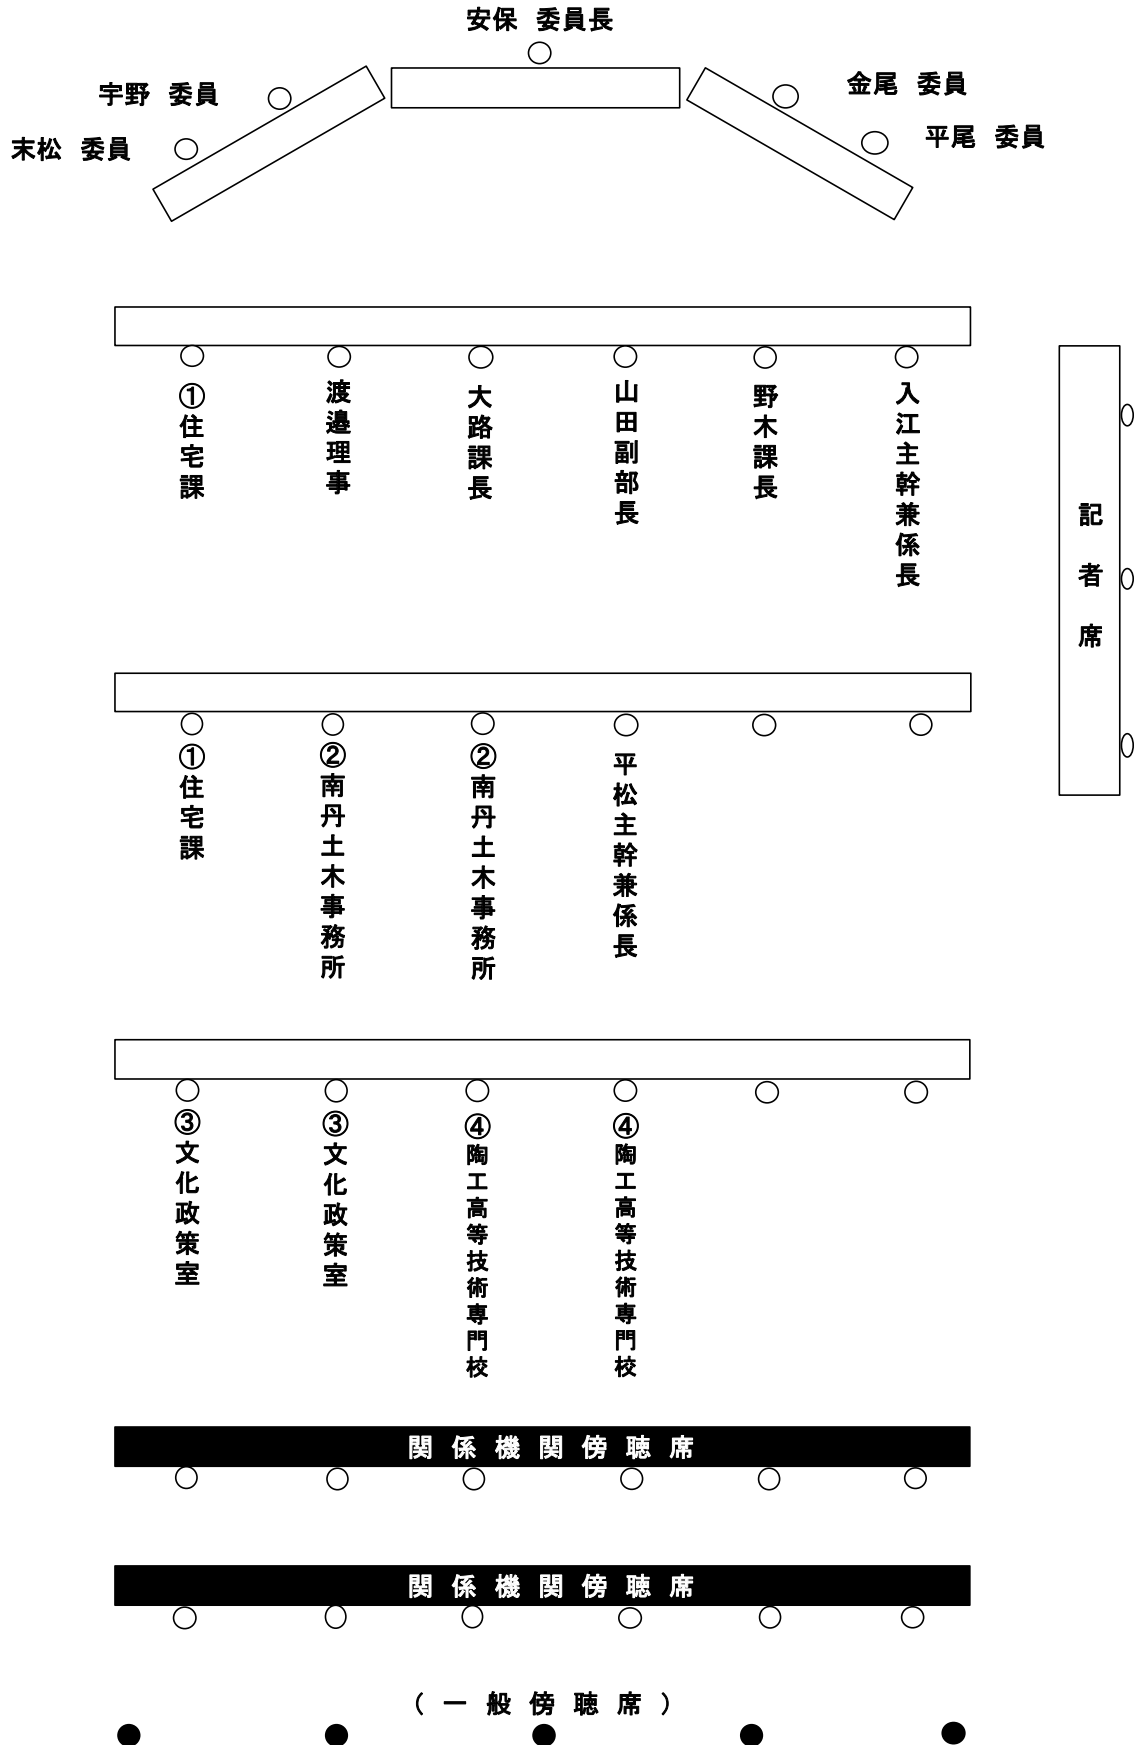 安保 委員長
宇野 委員
金尾 委員
末松 委員
平尾 委員
①住宅課
渡邉理事
大路課長
山田副部長
野木課長
入江主幹兼係長
記者席
①住宅課
②南丹土木事務所
②南丹土木事務所
平松主幹兼係長
③文化政策室
③文化政策室
④陶工高等技術専門校
④陶工高等技術専門校
関係機関傍聴席
関係機関傍聴席
(一般傍聴席)